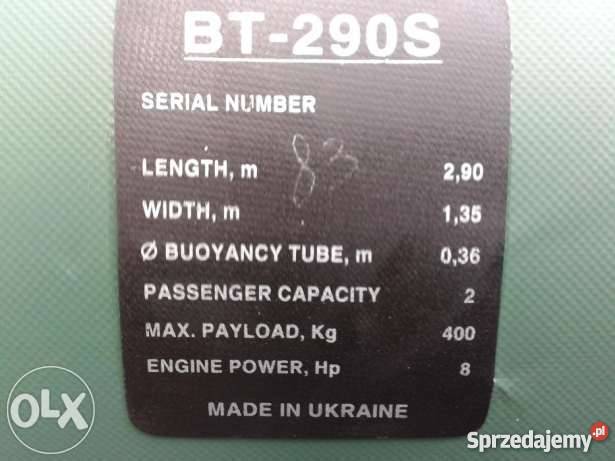 BT-290S
SERIAL NUMBER
83
LENGTH, m 2,90
WIDTH, m 1,35
Ø BUOYANCY TUBE, m 0,36
PASSENGER CAPACITY 2
MAX. PAYLOAD, Kg 400
ENGINE POWER, Hp 8
MADE IN UKRAINE
OLX
Sprzedajemy.pl